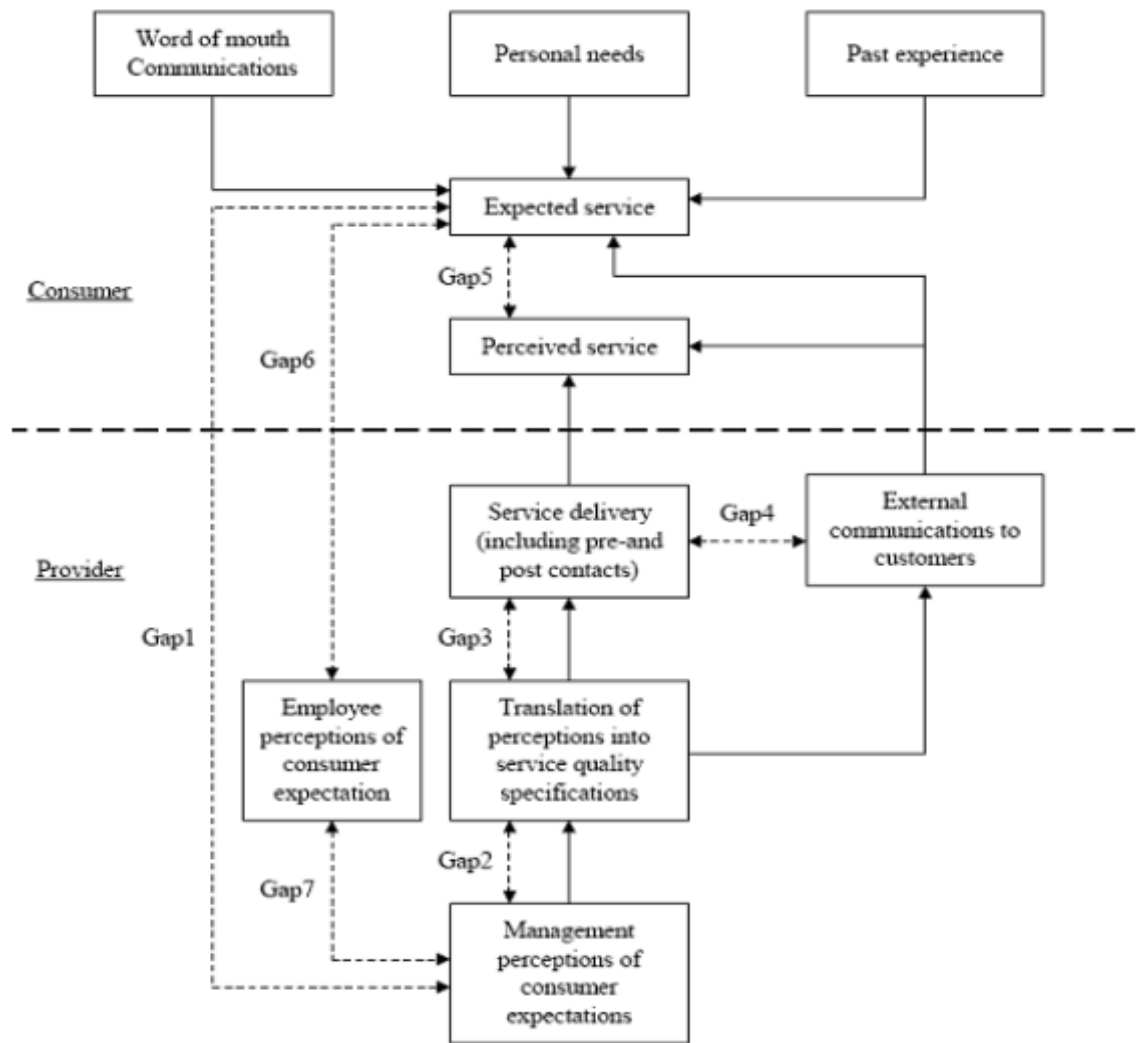 Word of mouth
Communications
Personal needs
Past experience
Expected service
Gap5
Consumer
Perceived service
Gap6
Service delivery
(including pre-and
post contacts)
Gap4
External
communications to
customers
Provider
Gap1
Gap3
Employee
perceptions of
consumer
expectation
Translation of
perceptions into
service quality
specifications
Gap2
Gap7
Management
perceptions of
consumer
expectations